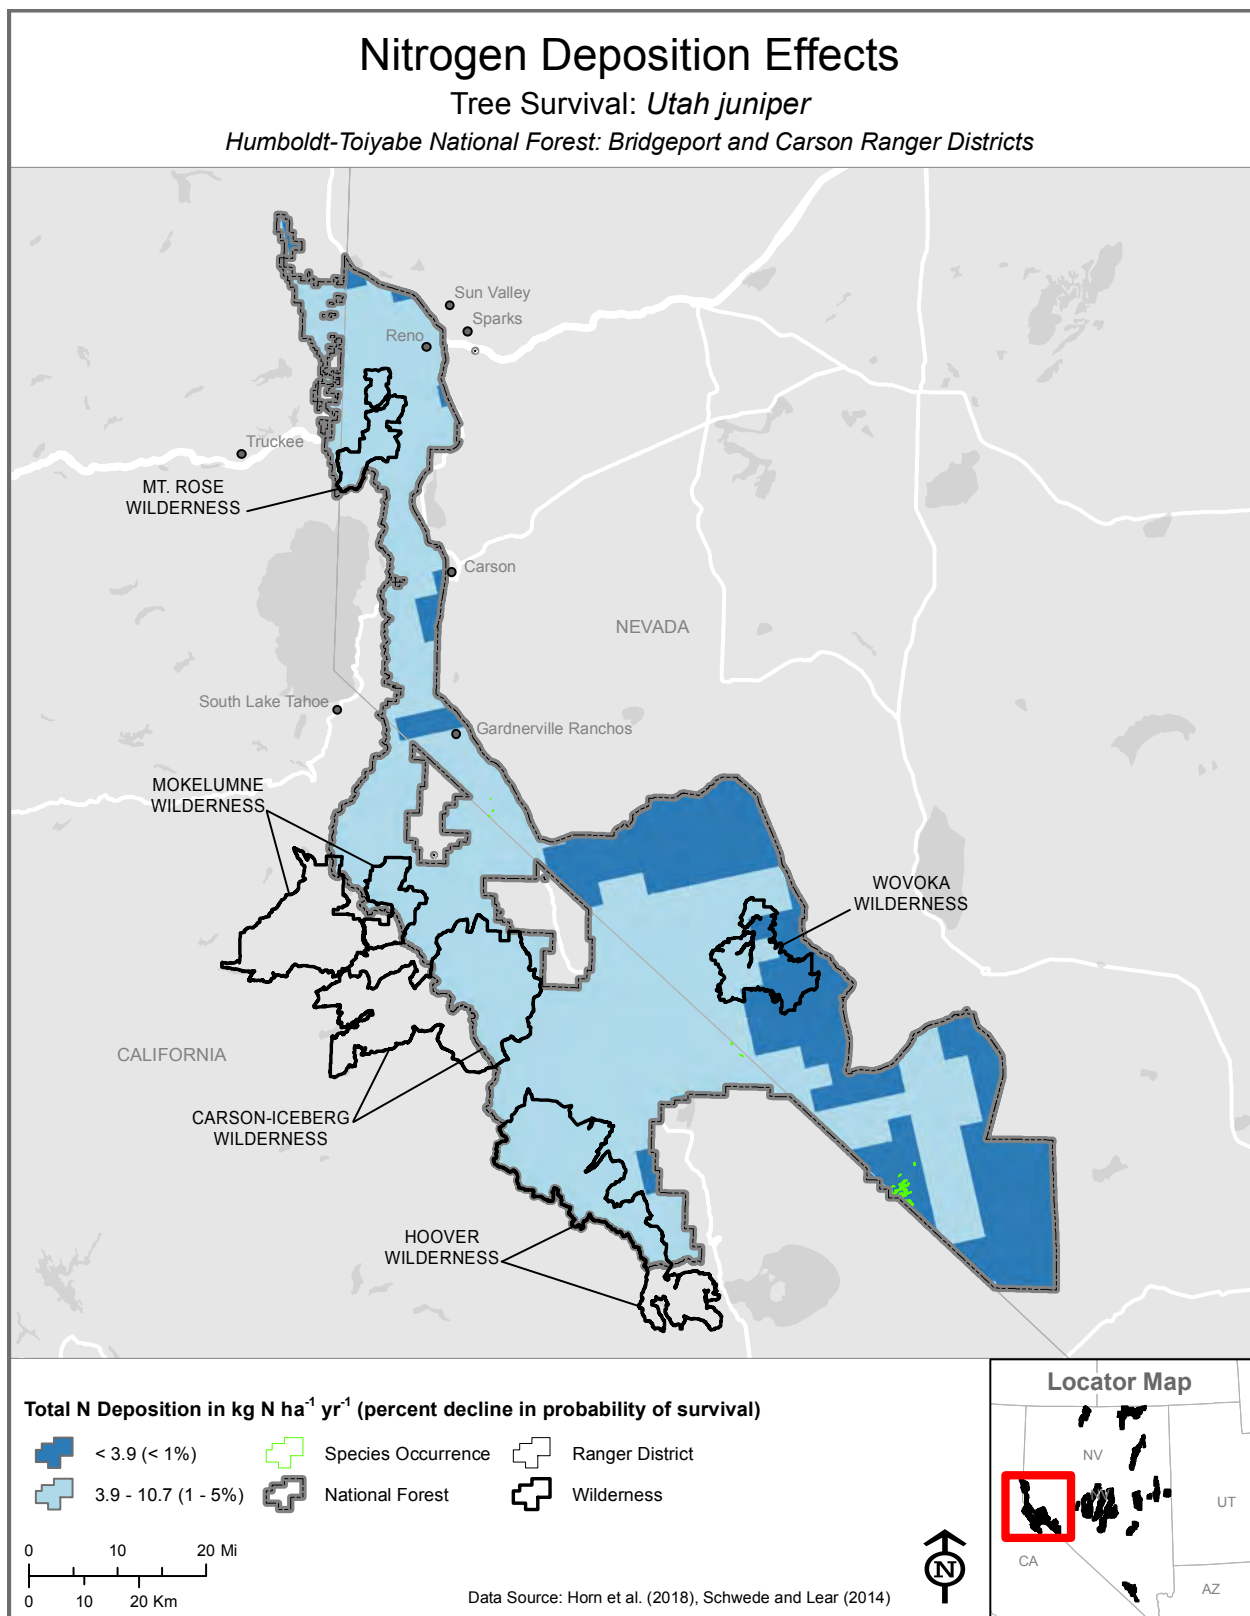 Nitrogen Deposition Effects
Tree Survival: Utah juniper
Humboldt-Toiyabe National Forest: Bridgeport and Carson Ranger Districts
Sun Valley
Sparks
Reno
Truckee
MT. ROSE
WILDERNESS
Carson
NEVADA
South Lake Tahoe
Gardnerville Ranchos
MOKELUMNE
WILDERNESS
WOVOKA
WILDERNESS
CALIFORNIA
CARSON-ICEBERG
WILDERNESS
HOOVER
WILDERNESS
Total N Deposition in kg N ha-1 yr-1 (percent decline in probability of survival)
< 3.9 (< 1%)
Species Occurrence
Ranger District
3.9 - 10.7 (1 - 5%)
National Forest
Wilderness
0 10 20 Mi
0 10 20 Km
Data Source: Horn et al. (2018), Schwede and Lear (2014)
N
Locator Map
NV
UT
CA
AZ